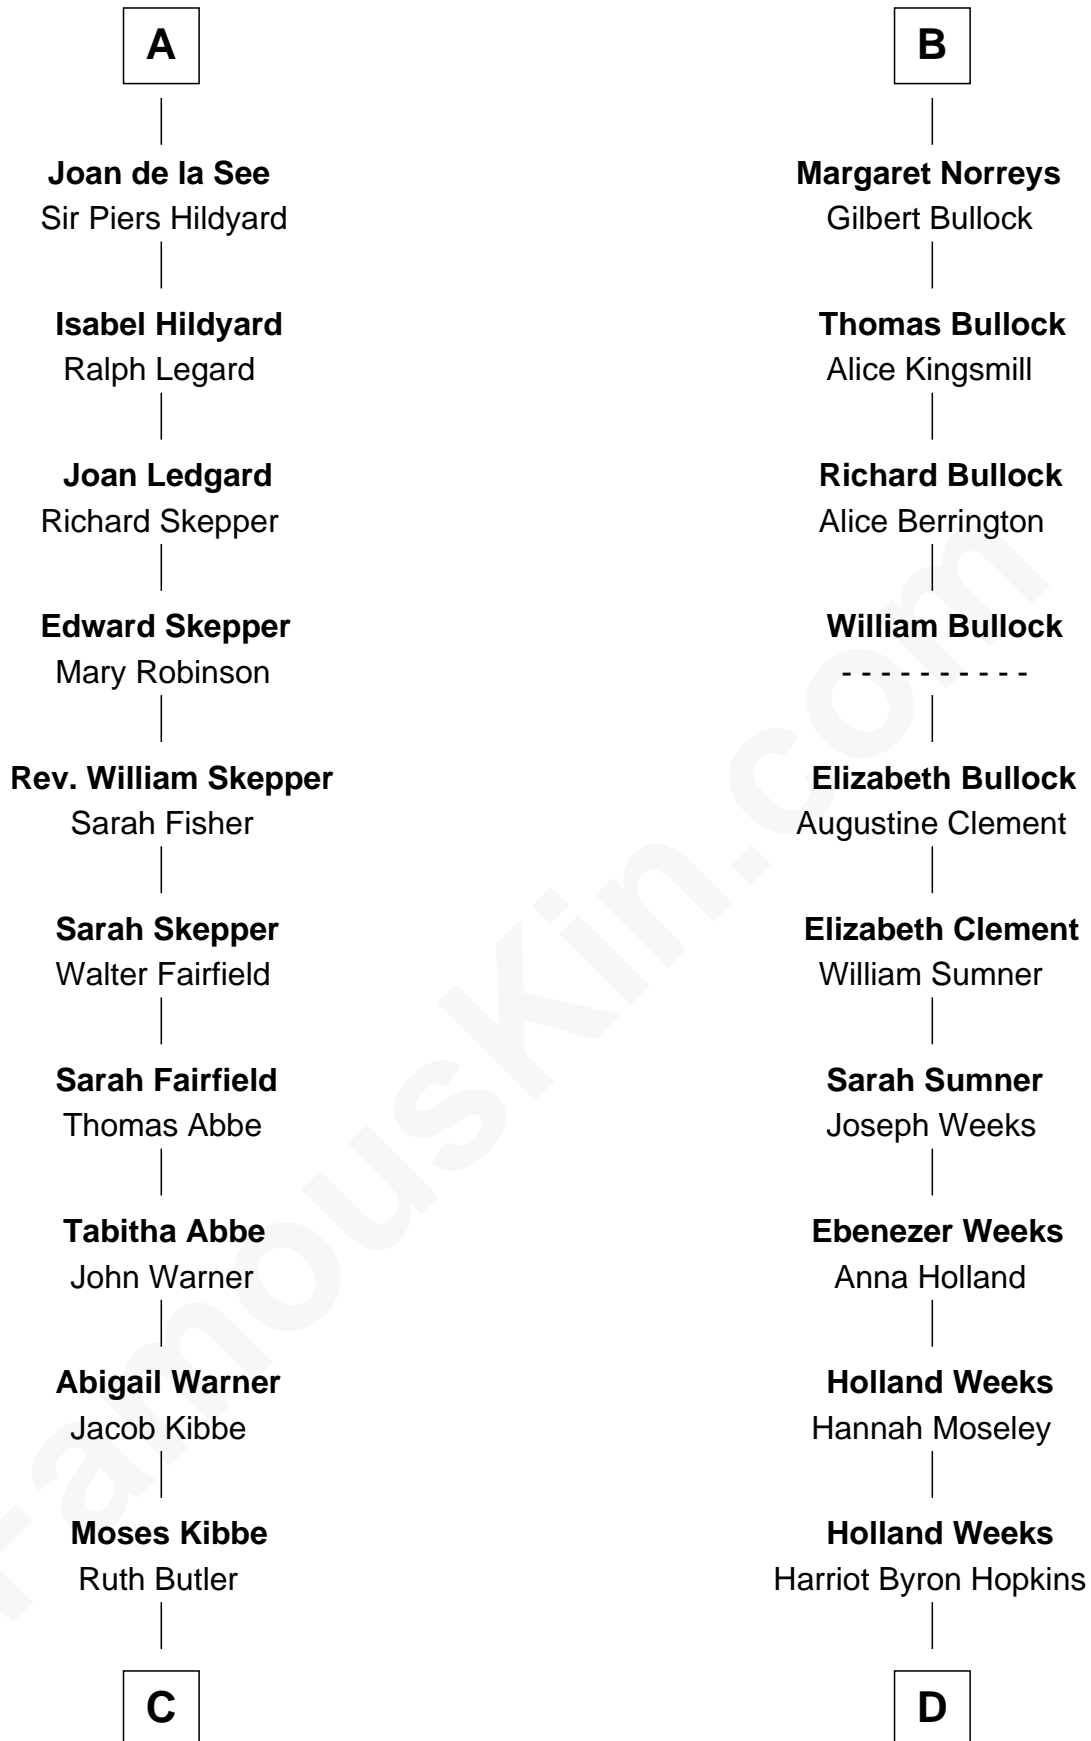 A
Joan de la See
Sir Piers Hildyard
Isabel Hildyard
Ralph Legard
Joan Ledgard
Richard Skepper
Edward Skepper
Mary Robinson
Rev. William Skepper
Sarah Fisher
Sarah Skepper
Walter Fairfield
Sarah Fairfield
Thomas Abbe
Tabitha Abbe
John Warner
Abigail Warner
Jacob Kibbe
Moses Kibbe
Ruth Butler
C
B
Margaret Norreys
Gilbert Bullock
Thomas Bullock
Alice Kingsmill
Richard Bullock
Alice Berrington
William Bullock
- - - - - - - - - -
Elizabeth Bullock
Augustine Clement
Elizabeth Clement
William Sumner
Sarah Sumner
Joseph Weeks
Ebenezer Weeks
Anna Holland
Holland Weeks
Hannah Moseley
Holland Weeks
Harriot Byron Hopkins
D
FamousKin.com